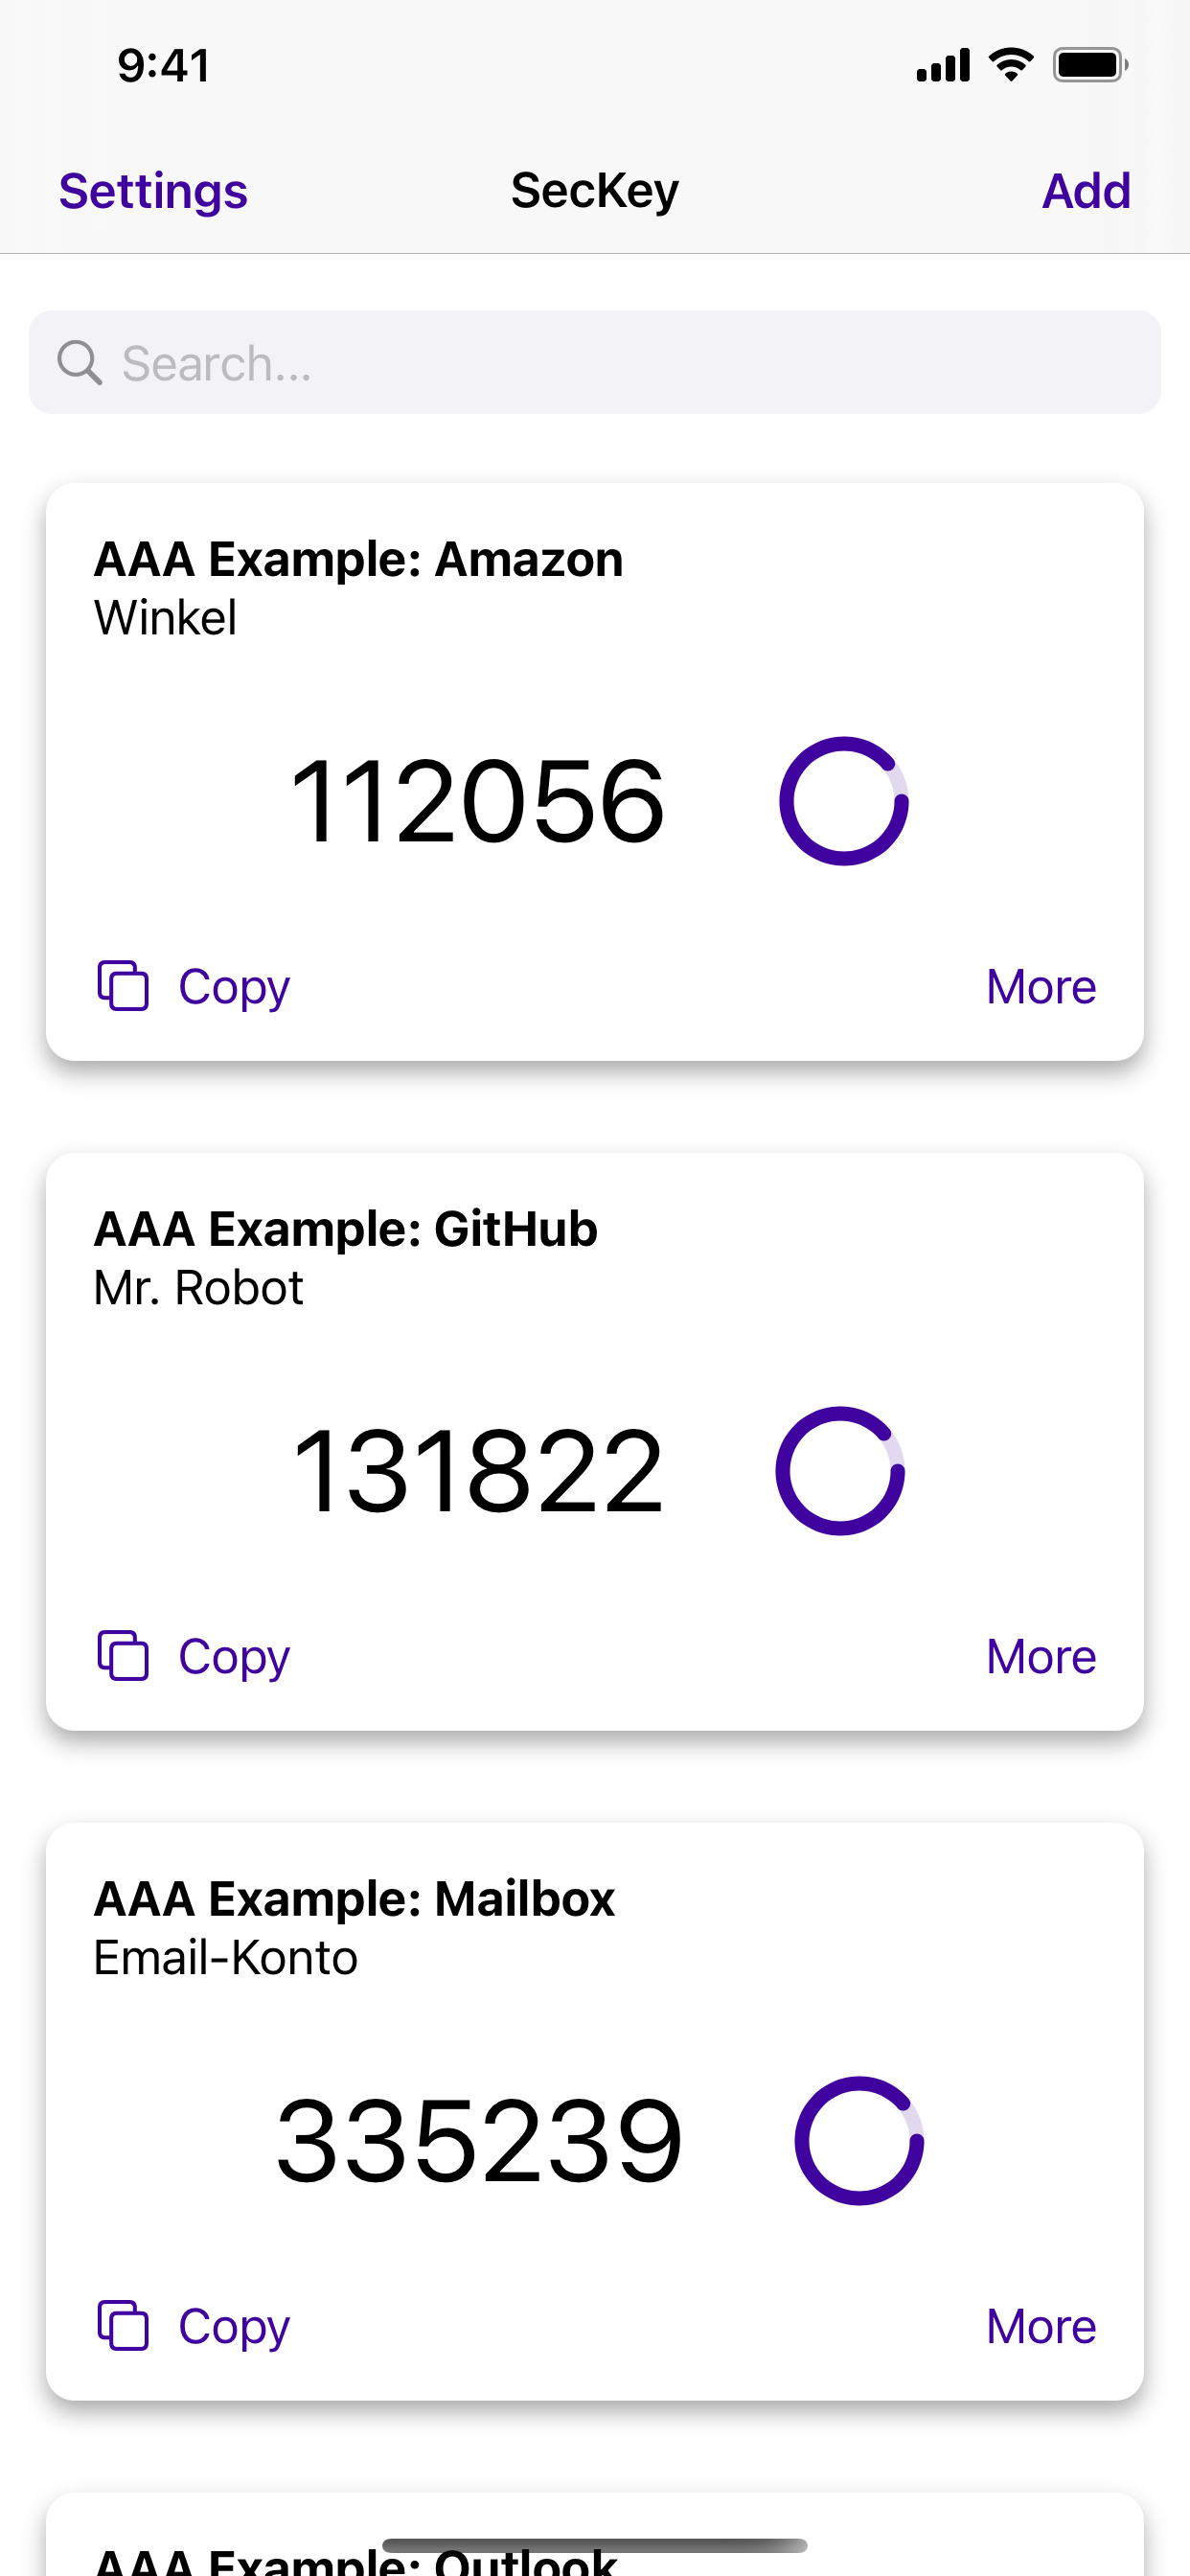 9:41
Settings SecKey Add
Search...
AAA Example: Amazon
Winkel
112056
Copy More
AAA Example: GitHub
Mr. Robot
131822
Copy More
AAA Example: Mailbox
Email-Konto
335239
Copy More
AAA Example: Outlook